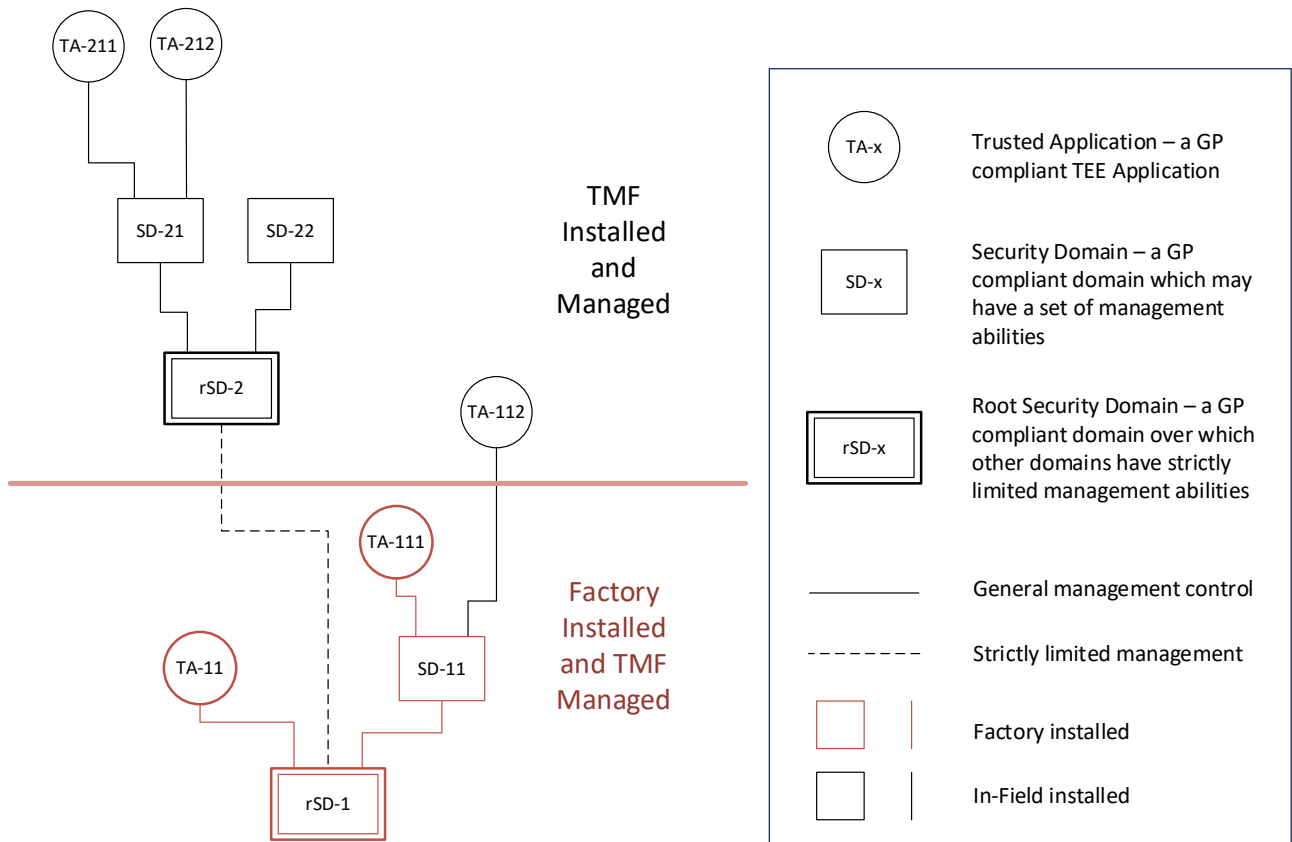 TA-211
TA-212
SD-21
SD-22
TMF
Installed
and
Managed
rSD-2
TA-112
TA-111
Factory
Installed
and TMF
Managed
TA-11
SD-11
rSD-1
TA-x
Trusted Application – a GP
compliant TEE Application
SD-x
Security Domain – a GP
compliant domain which may
have a set of management
abilities
rSD-x
Root Security Domain – a GP
compliant domain over which
other domains have strictly
limited management abilities
General management control
Strictly limited management
Factory installed
In-Field installed